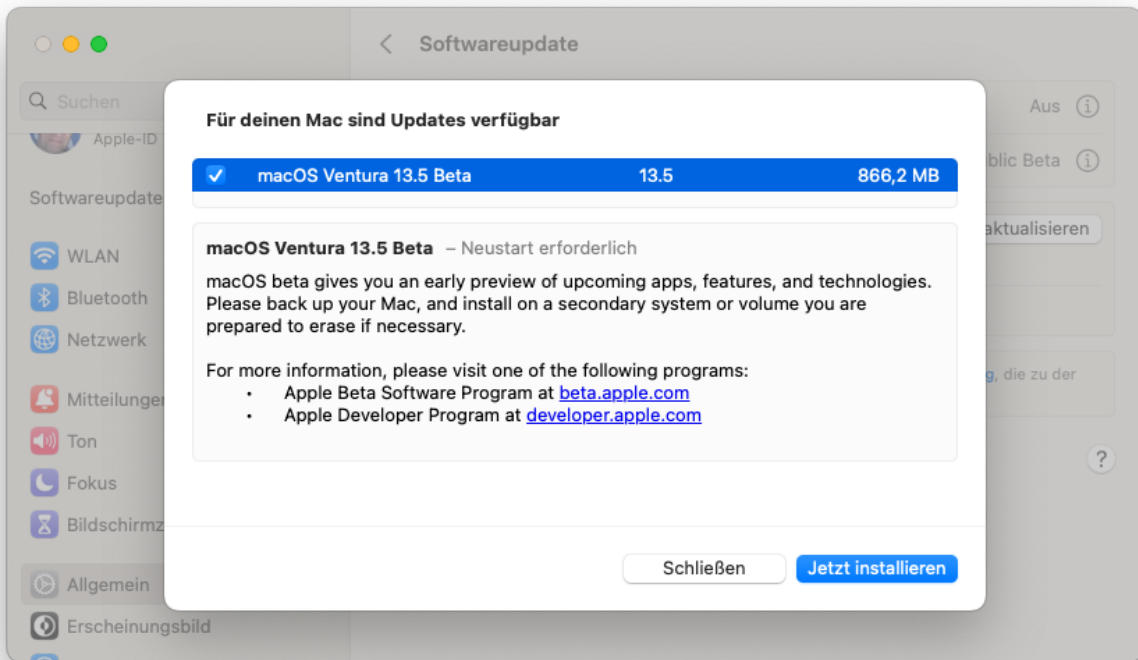 Softwareupdate
Suchen
Apple-ID
Softwareupdate
WLAN
Bluetooth
Netzwerk
Mitteilungen
Ton
Fokus
Allgemein
Erscheinungsbild
Aus
blic Beta
aktualisieren
g, die zu der
?
Für deinen Mac sind Updates verfügbar
macOS Ventura 13.5 Beta 13.5 866,2 MB
macOS Ventura 13.5 Beta – Neustart erforderlich
macOS beta gives you an early preview of upcoming apps, features, and technologies.
Please back up your Mac, and install on a secondary system or volume you are
prepared to erase if necessary.
For more information, please visit one of the following programs:
• Apple Beta Software Program at beta.apple.com
• Apple Developer Program at developer.apple.com
Schließen Jetzt installieren